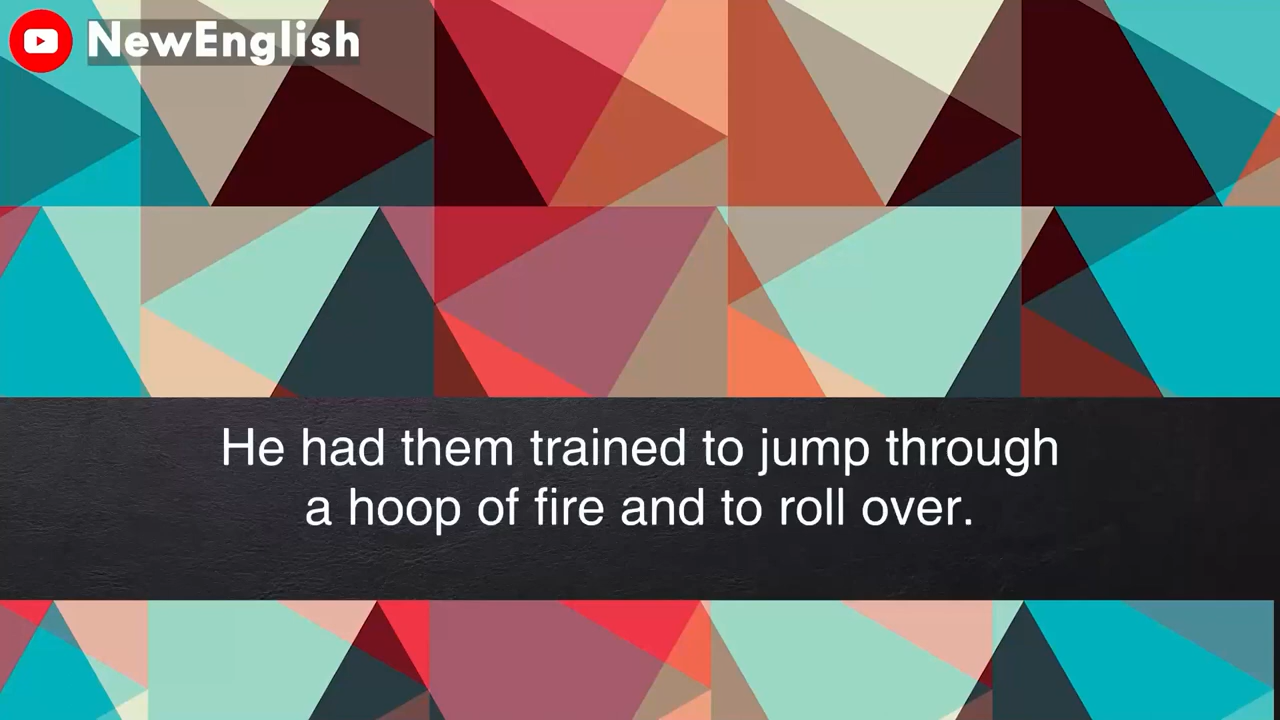 NewEnglish
He had them trained to jump through
a hoop of fire and to roll over.